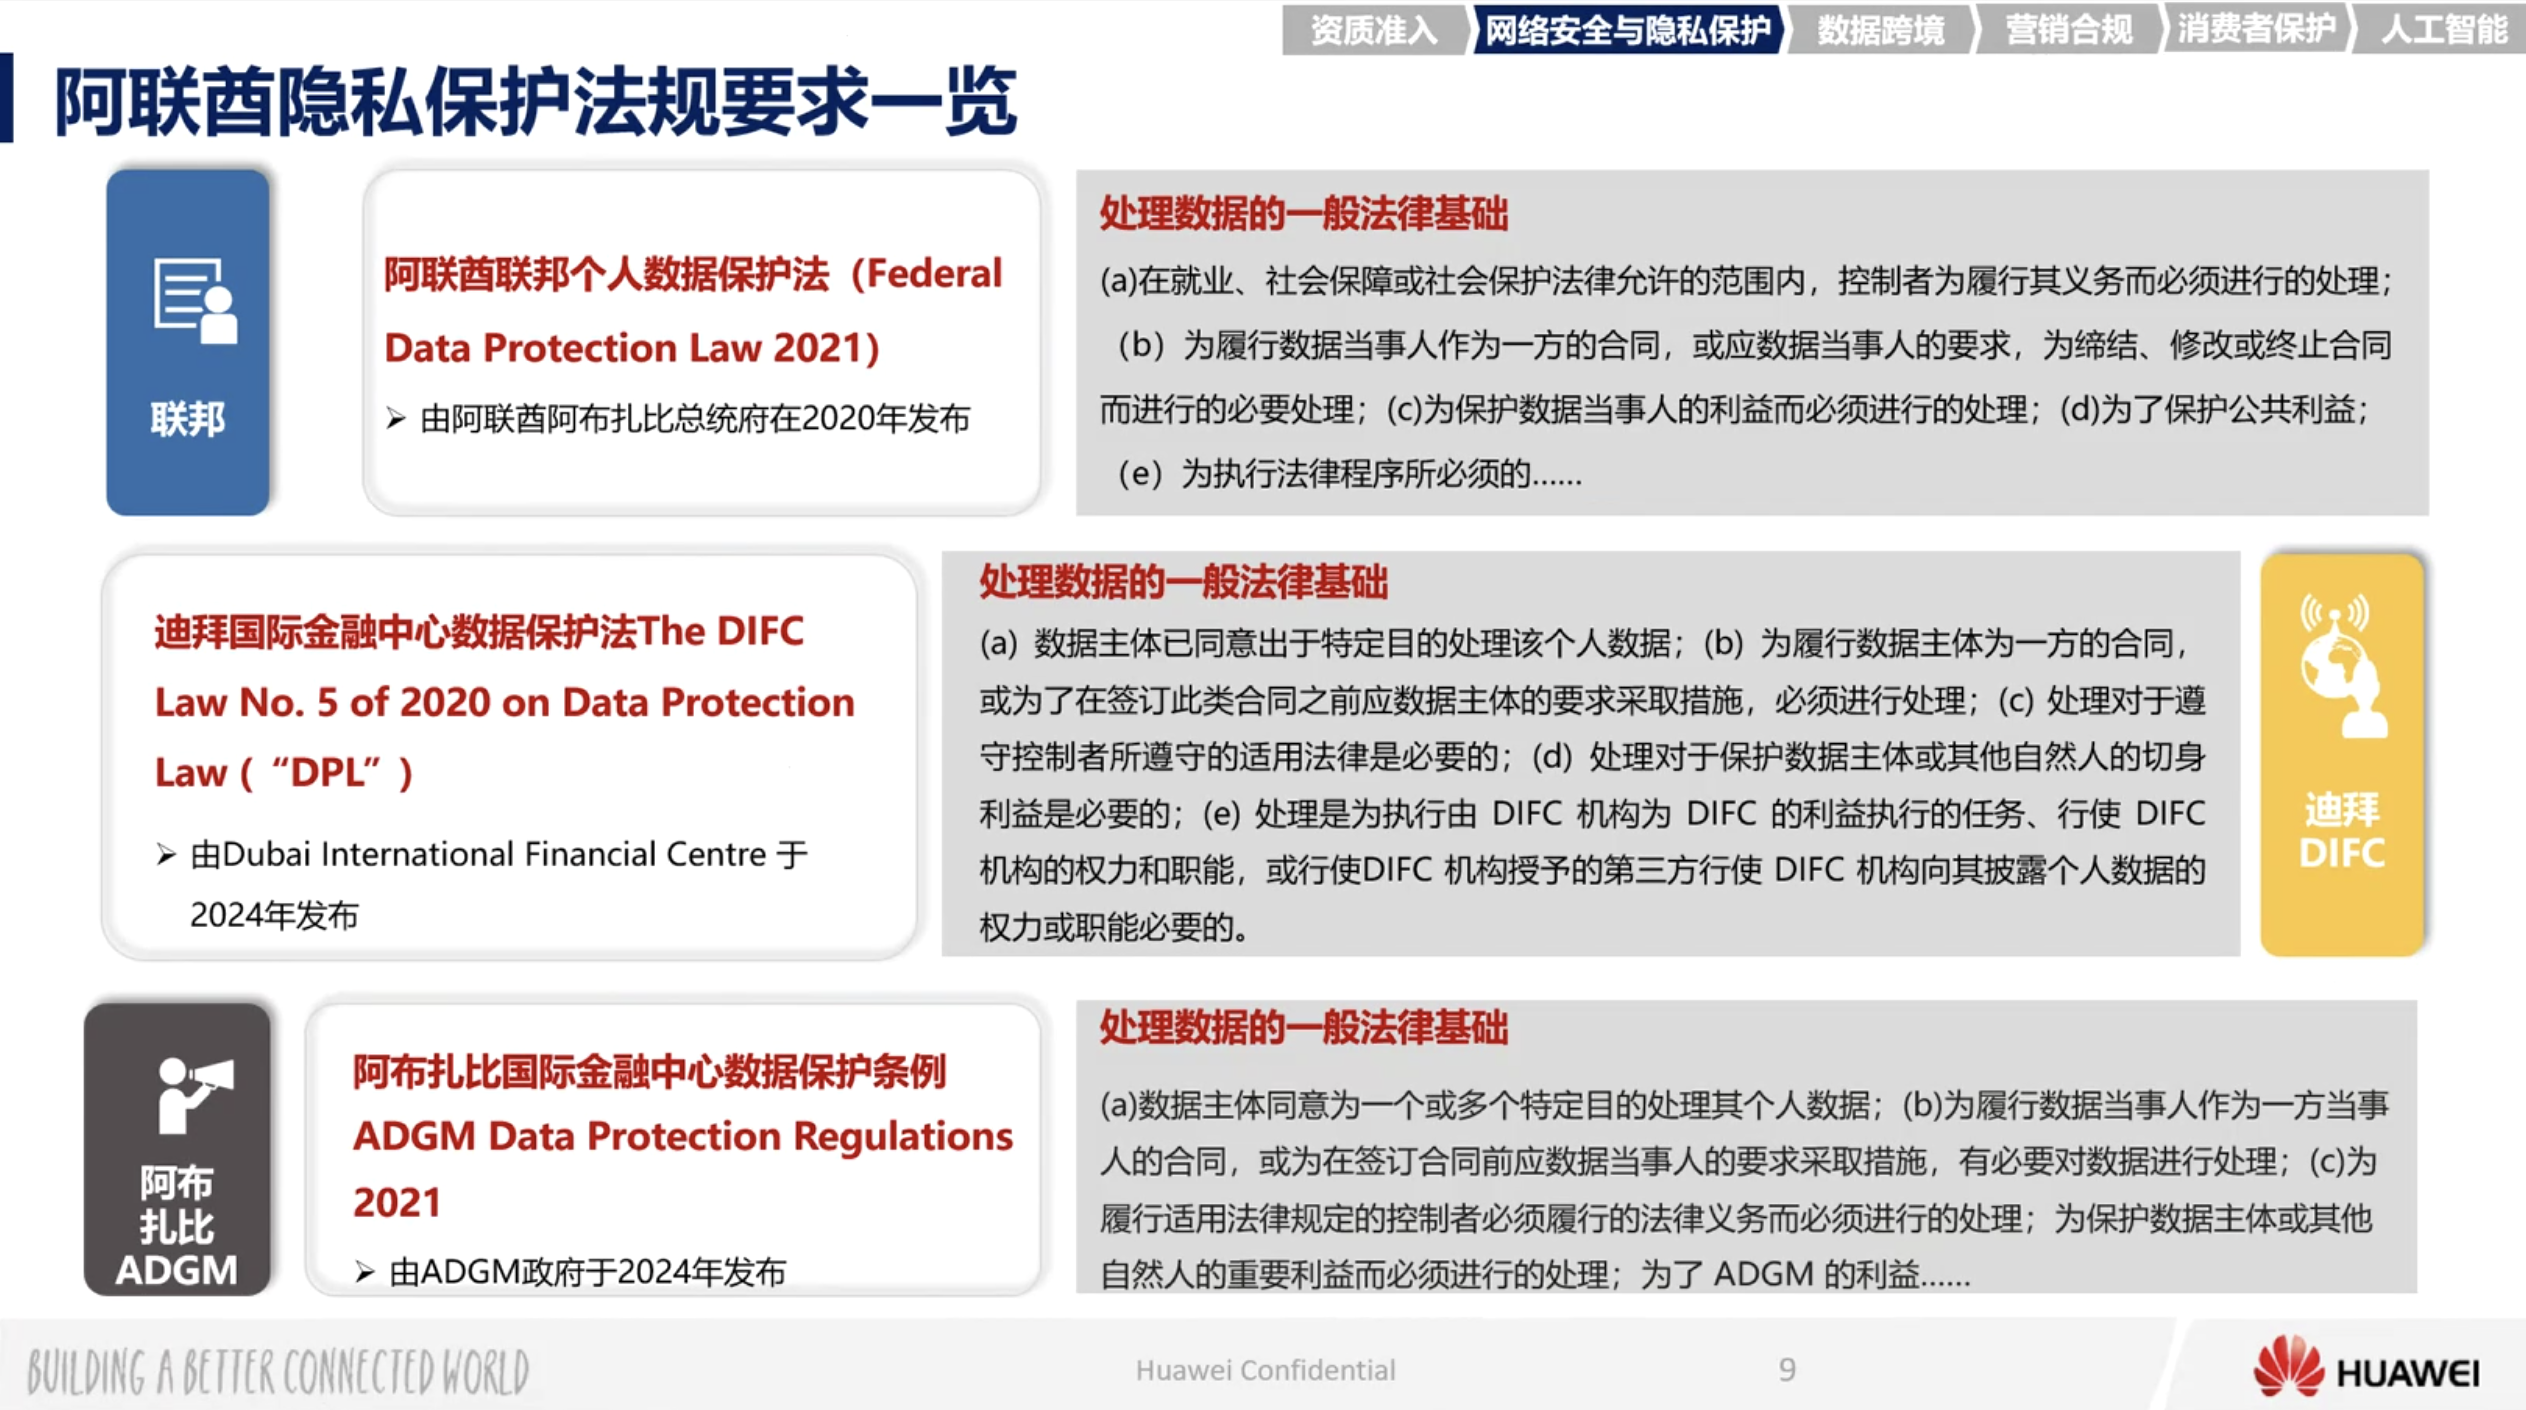 资质准入
网络安全与隐私保护
数据跨境
营销合规
消费者保护
人工智能
阿联酋隐私保护法规要求一览
联邦
阿联酋联邦个人数据保护法（Federal
Data Protection Law 2021）
➢ 由阿联酋阿布扎比总统府在2020年发布
处理数据的一般法律基础
(a)在就业、社会保障或社会保护法律允许的范围内，控制者为履行其义务而必须进行的处理；
（b）为履行数据当事人作为一方的合同，或应数据当事人的要求，为缔结、修改或终止合同
而进行的必要处理；(c)为保护数据当事人的利益而必须进行的处理；(d)为了保护公共利益；
（e）为执行法律程序所必须的……
迪拜国际金融中心数据保护法The DIFC
Law No. 5 of 2020 on Data Protection
Law (“DPL”)
➢ 由Dubai International Financial Centre 于
2024年发布
处理数据的一般法律基础
(a) 数据主体已同意出于特定目的处理该个人数据；(b) 为履行数据主体为一方的合同，
或为了在签订此类合同之前应数据主体的要求采取措施，必须进行处理；(c) 处理对于遵
守控制者所遵守的适用法律是必要的；(d) 处理对于保护数据主体或其他自然人的切身
利益是必要的；(e) 处理是为执行由 DIFC 机构为 DIFC 的利益执行的任务、行使 DIFC
机构的权力和职能，或行使DIFC 机构授予的第三方行使 DIFC 机构向其披露个人数据的
权力或职能必要的。
迪拜
DIFC
阿布
扎比
ADGM
阿布扎比国际金融中心数据保护条例
ADGM Data Protection Regulations
2021
➢ 由ADGM政府于2024年发布
处理数据的一般法律基础
(a)数据主体同意为一个或多个特定目的处理其个人数据；(b)为履行数据当事人作为一方当事
人的合同，或为在签订合同前应数据当事人的要求采取措施，有必要对数据进行处理；(c)为
履行适用法律规定的控制者必须履行的法律义务而必须进行的处理；为保护数据主体或其他
自然人的重要利益而必须进行的处理；为了 ADGM 的利益……
BUILDING A BETTER CONNECTED WORLD
Huawei Confidential
9
HUAWEI